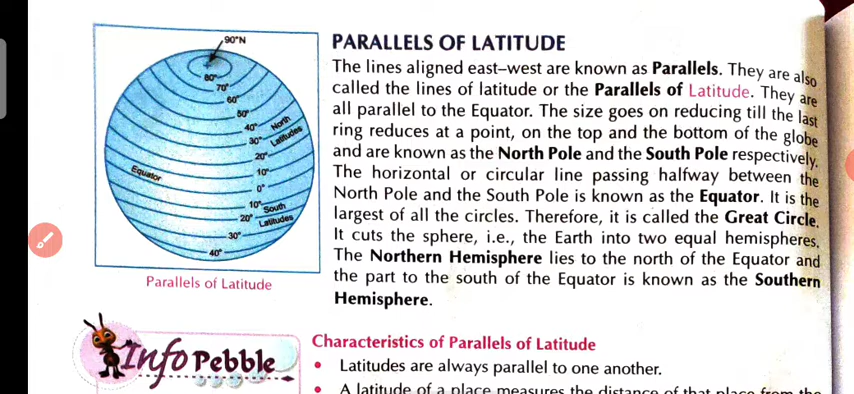 90°N
80°
70°
60°
50°
40° North
30° Latitudes
20°
Equator
10°
0°
10° South
20° Latitudes
30°
40°
Parallels of Latitude
PARALLELS OF LATITUDE
The lines aligned east–west are known as Parallels. They are also
called the lines of latitude or the Parallels of Latitude. They are
all parallel to the Equator. The size goes on reducing till the last
ring reduces at a point, on the top and the bottom of the globe
and are known as the North Pole and the South Pole respectively.
The horizontal or circular line passing halfway between the
North Pole and the South Pole is known as the Equator. It is the
largest of all the circles. Therefore, it is called the Great Circle.
It cuts the sphere, i.e., the Earth into two equal hemispheres.
The Northern Hemisphere lies to the north of the Equator and
the part to the south of the Equator is known as the Southern
Hemisphere.
Info Pebble
Characteristics of Parallels of Latitude
• Latitudes are always parallel to one another.
• A latitude of a place measures the distance of that place from the